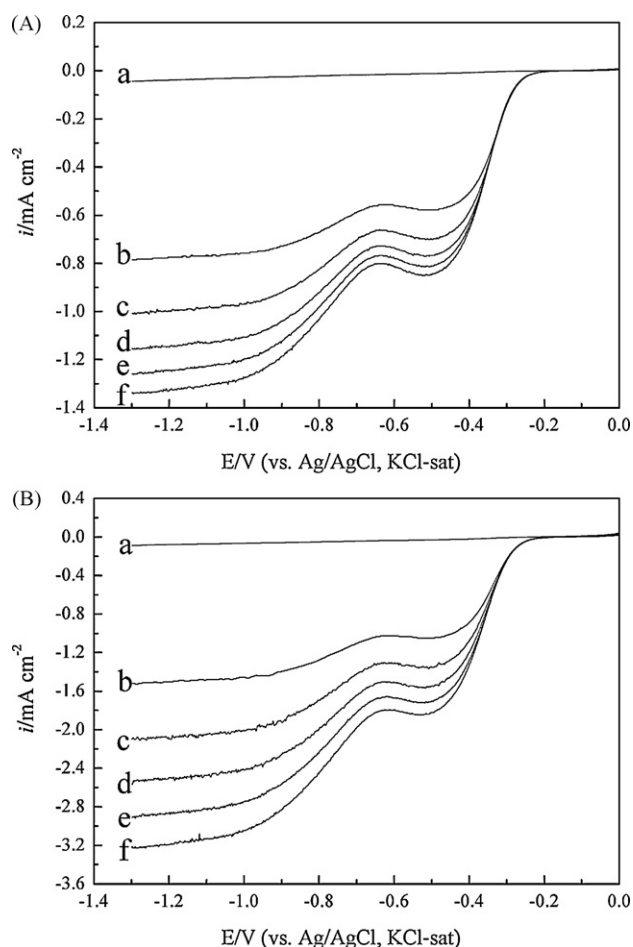 (A)
0.0
-0.2
-0.4
-0.6
-0.8
-1.0
-1.2
-1.4
i/mA cm-2
a
b
c
d
e
f
-1.4 -1.2 -1.0 -0.8 -0.6 -0.4 -0.2 0.0
E/V (vs. Ag/AgCl, KCl-sat)
(B)
0.4
0.0
-0.4
-0.8
-1.2
-1.6
-2.0
-2.4
-2.8
-3.2
-3.6
i/mA cm-2
a
b
c
d
e
f
-1.4 -1.2 -1.0 -0.8 -0.6 -0.4 -0.2 0.0
E/V (vs. Ag/AgCl, KCl-sat)